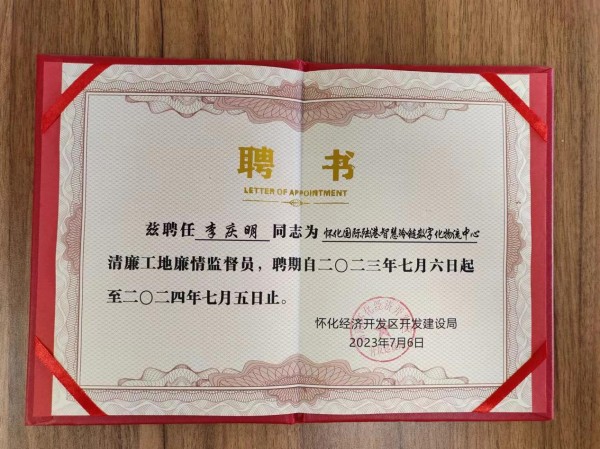 聘 书
LETTER OF APPOINTMENT
兹聘任 李庆明 同志为 怀化国际陆港智慧冷链数字化物流中心
清廉工地廉情监督员，聘期自二〇二三年七月六日起
至二〇二四年七月五日止。
怀化经济开发区开发建设局
2023年7月6日